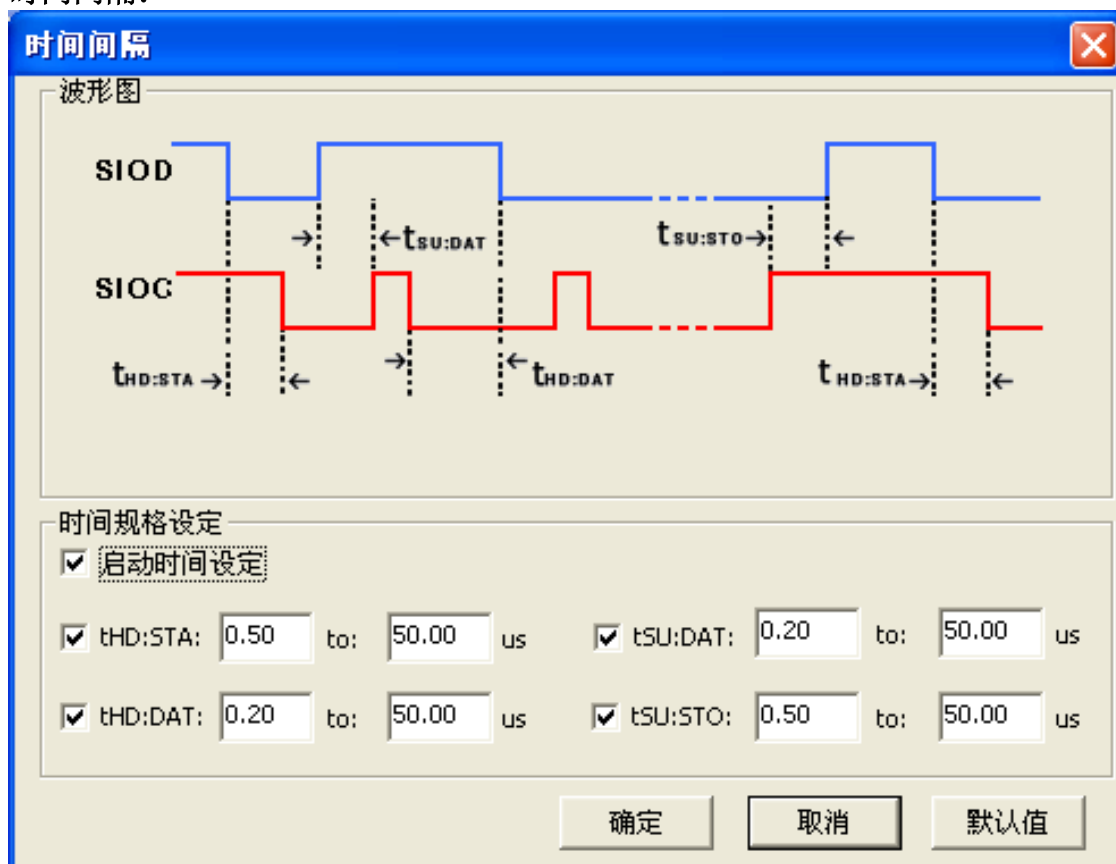 时间间隔
波形图
SIOD
tSU:DAT
tSU:STO
SIOC
tHD:STA
tHD:DAT
tHD:STA
时间规格设定
启动时间设定
tHD:STA: 0.50 to: 50.00 us tSU:DAT: 0.20 to: 50.00 us
tHD:DAT: 0.20 to: 50.00 us tSU:STO: 0.50 to: 50.00 us
确定 取消 默认值